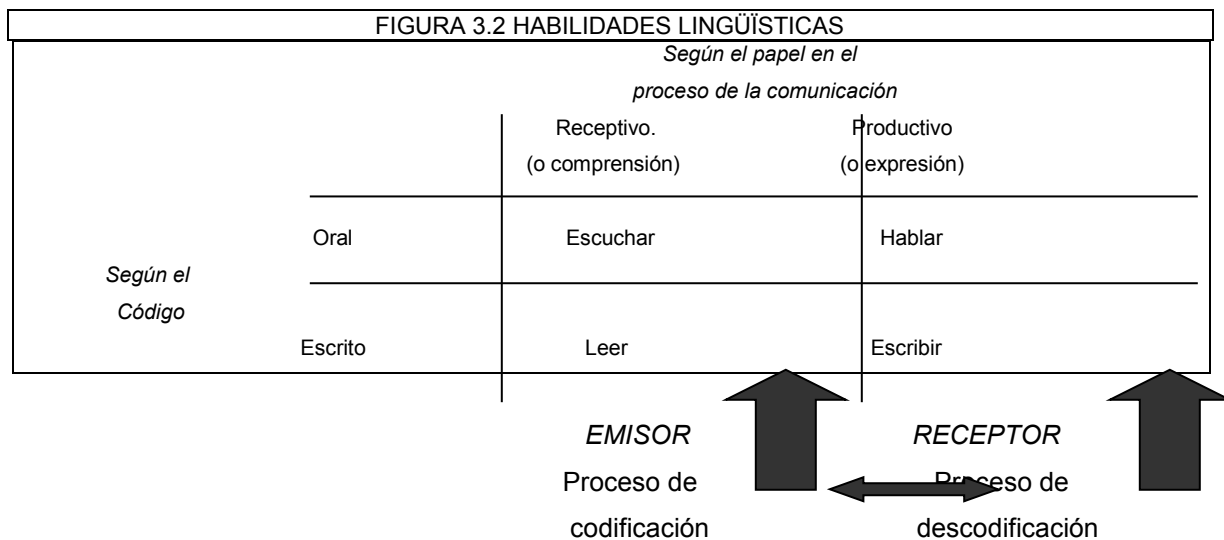 FIGURA 3.2 HABILIDADES LINGÜÏSTICAS
Según el papel en el
proceso de la comunicación
Receptivo. Productivo
(o comprensión) (o expresión)
Oral Escuchar Hablar
Según el
Código
Escrito Leer Escribir
EMISOR RECEPTOR
Proceso de Proceso de
codificación descodificación